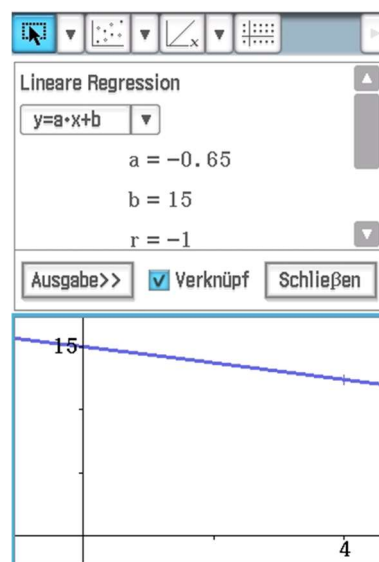 Lineare Regression
y=a•x+b
a = -0.65
b = 15
r = -1
Ausgabe>>
Verknüpf
Schließen
15
4